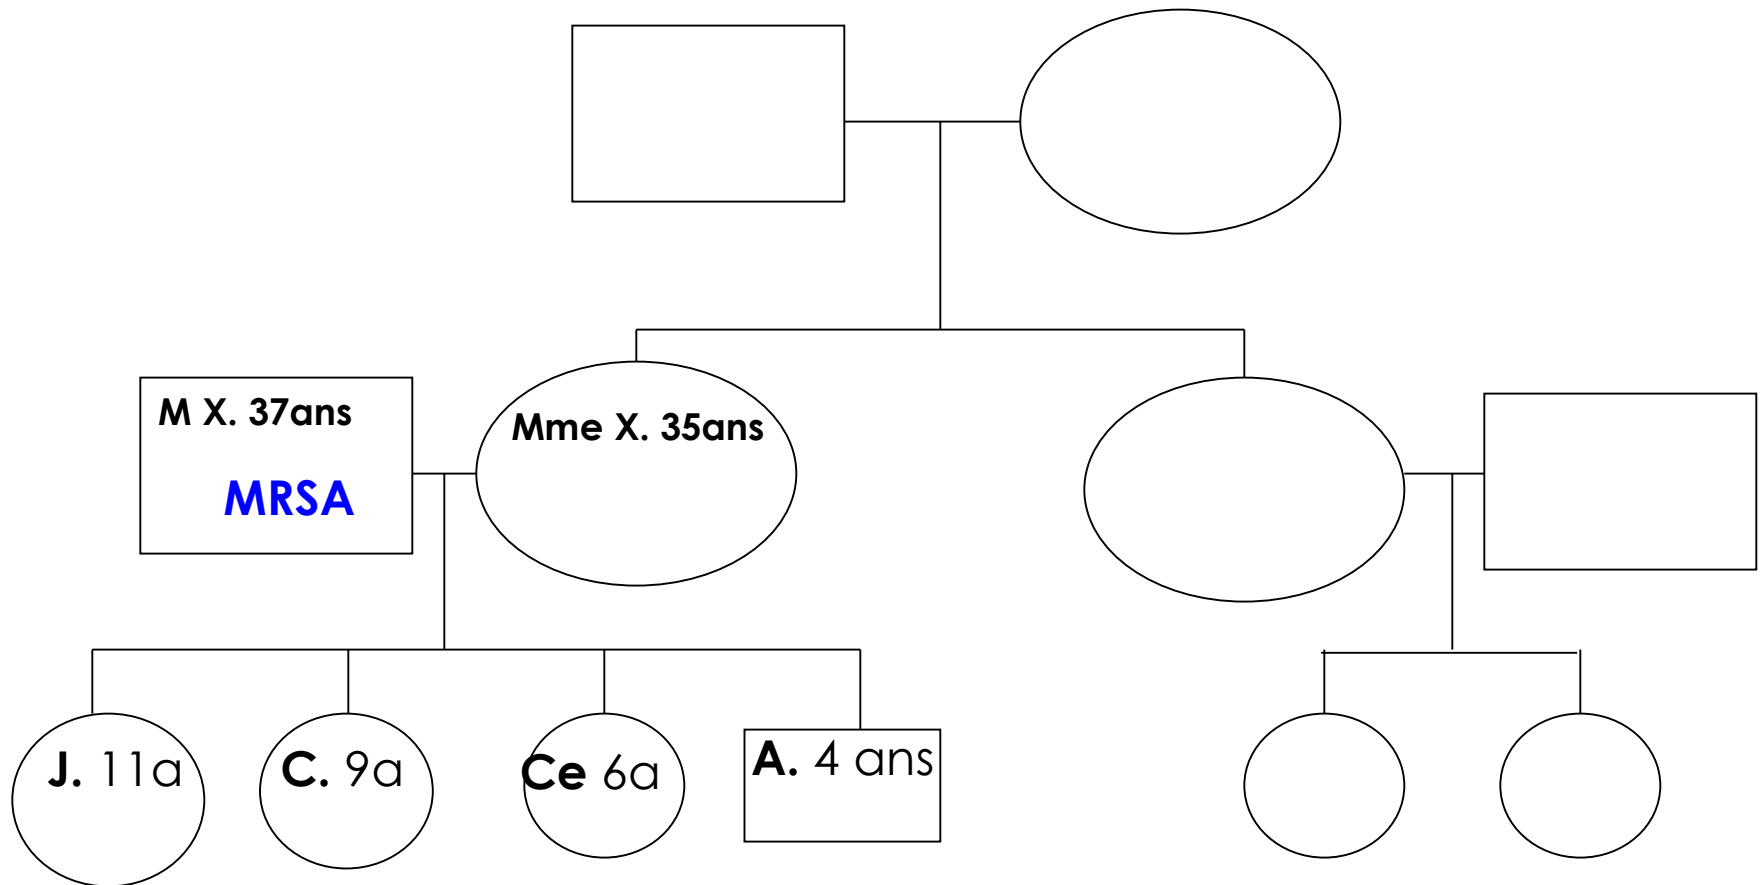 M X. 37ans
MRSA
Mme X. 35ans
J. 11a
C. 9a
Ce 6a
A. 4 ans